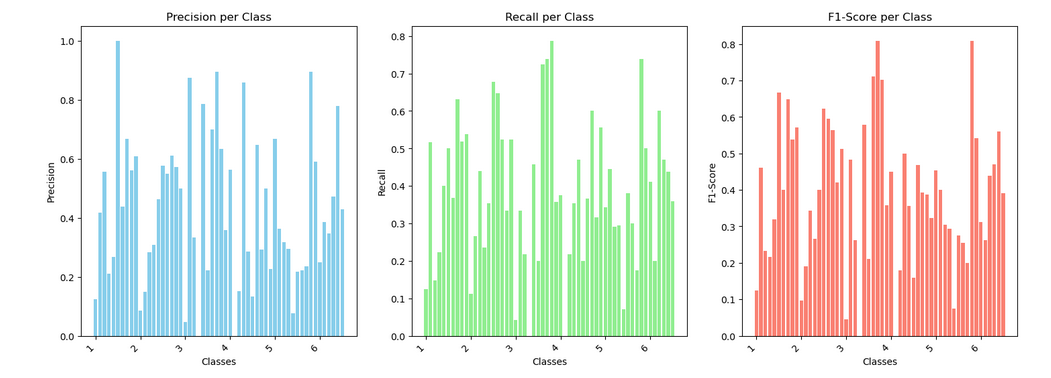 Precision per Class
1.0
0.8
0.6
0.4
0.2
0.0
Precision
1 2 3 4 5 6
Classes
Recall per Class
0.8
0.7
0.6
0.5
0.4
0.3
0.2
0.1
0.0
Recall
1 2 3 4 5 6
Classes
F1-Score per Class
0.8
0.7
0.6
0.5
0.4
0.3
0.2
0.1
0.0
F1-Score
1 2 3 4 5 6
Classes